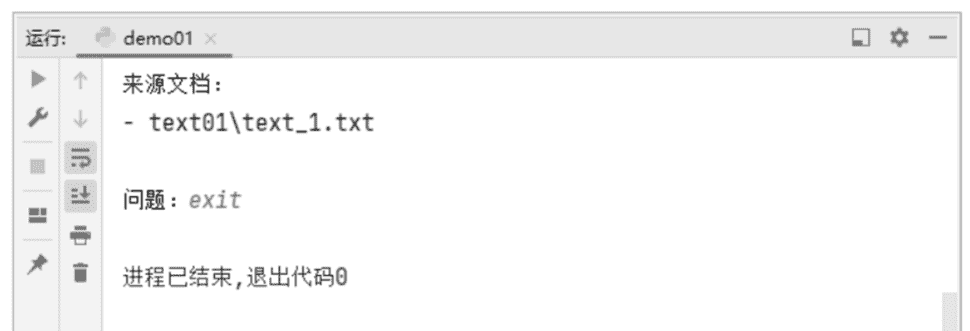 运行: demo01 ×
来源文档:
- text01\text_1.txt
问题: exit
进程已结束,退出代码0